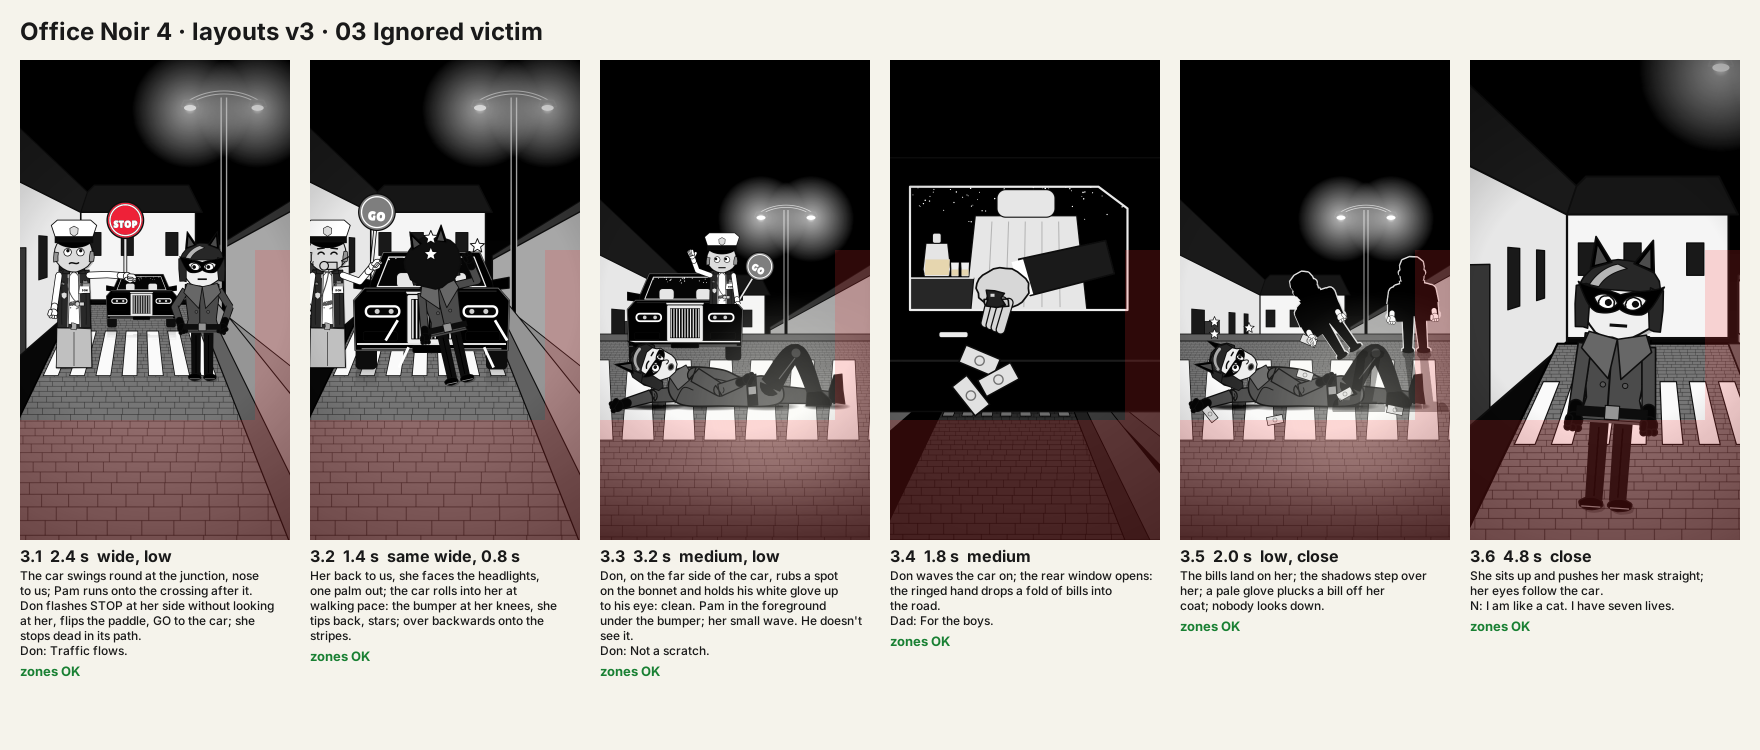 Office Noir 4 · layouts v3 · 03 Ignored victim
STOP
GO
GO
3.1 2.4 s wide, low
The car swings round at the junction, nose
to us; Pam runs onto the crossing after it.
Don flashes STOP at her side without looking
at her, flips the paddle, GO to the car; she
stops dead in its path.
Don: Traffic flows.
zones OK
3.2 1.4 s same wide, 0.8 s
Her back to us, she faces the headlights,
one palm out; the car rolls into her at
walking pace: the bumper at her knees, she
tips back, stars; over backwards onto the
stripes.
zones OK
3.3 3.2 s medium, low
Don, on the far side of the car, rubs a spot
on the bonnet and holds his white glove up
to his eye: clean. Pam in the foreground
under the bumper; her small wave. He doesn't
see it.
Don: Not a scratch.
zones OK
3.4 1.8 s medium
Don waves the car on; the rear window opens:
the ringed hand drops a fold of bills into
the road.
Dad: For the boys.
zones OK
3.5 2.0 s low, close
The bills land on her; the shadows step over
her; a pale glove plucks a bill off her
coat; nobody looks down.
zones OK
3.6 4.8 s close
She sits up and pushes her mask straight;
her eyes follow the car.
N: I am like a cat. I have seven lives.
zones OK